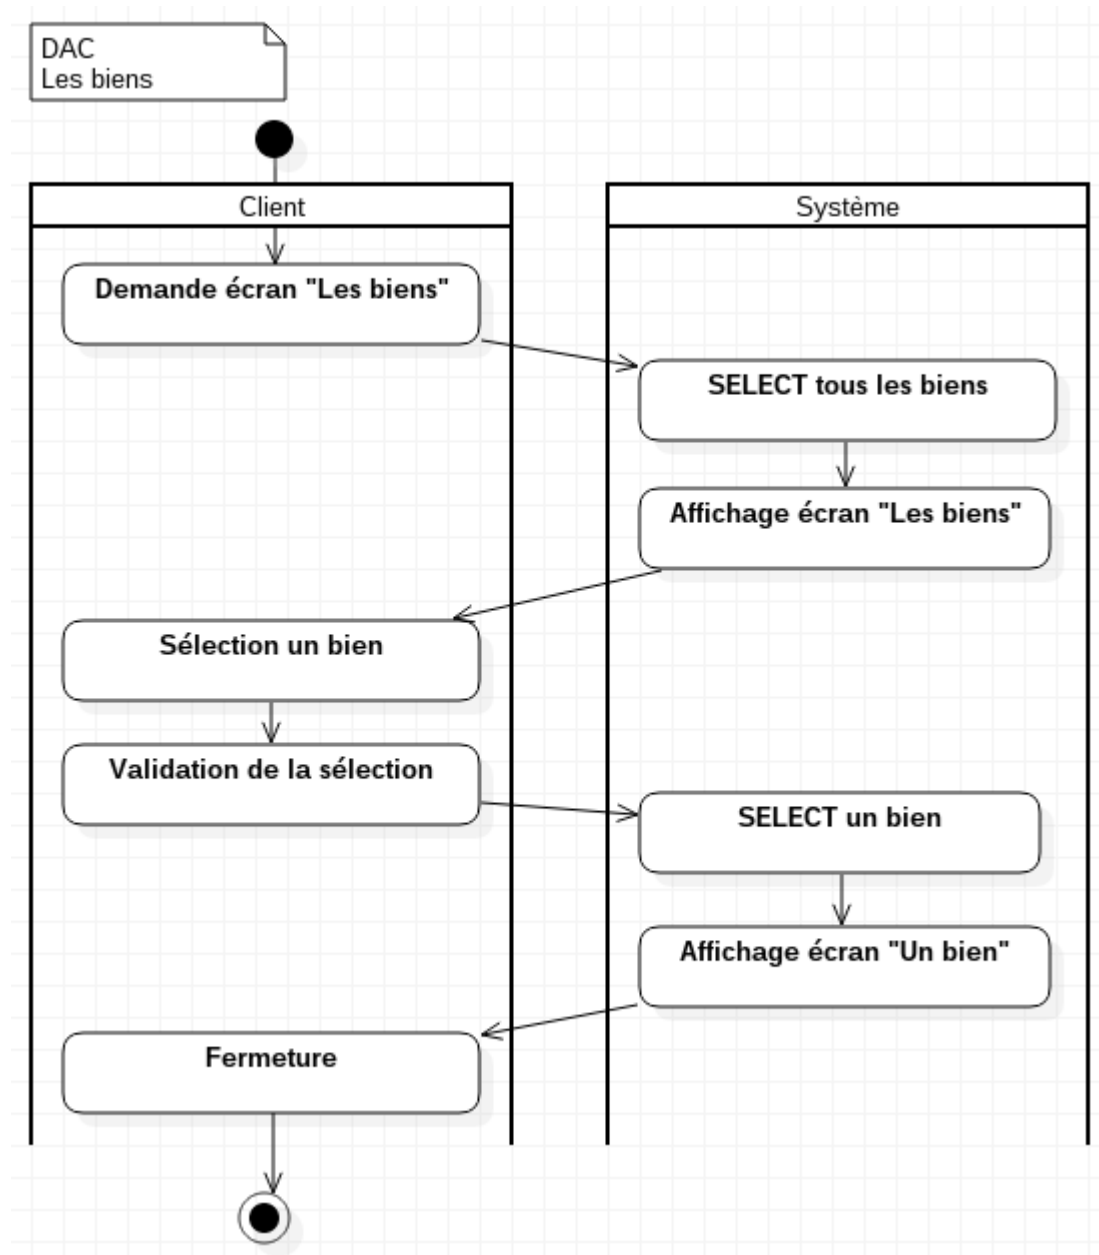 DAC
Les biens
Client
Système
Demande écran "Les biens"
SELECT tous les biens
Affichage écran "Les biens"
Sélection un bien
Validation de la sélection
SELECT un bien
Affichage écran "Un bien"
Fermeture